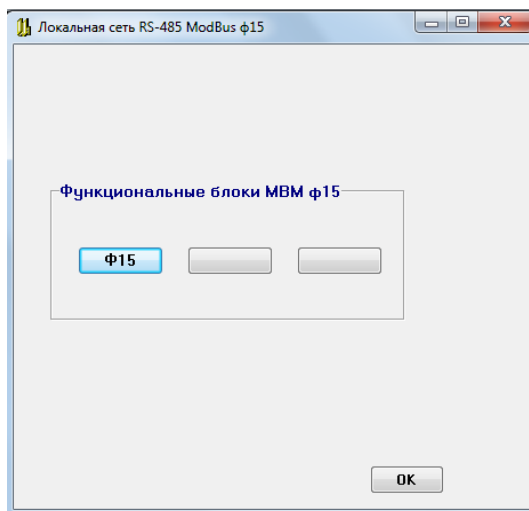 Локальная сеть RS-485 ModBus ф15
Функциональные блоки МВМ ф15
Ф15
OK